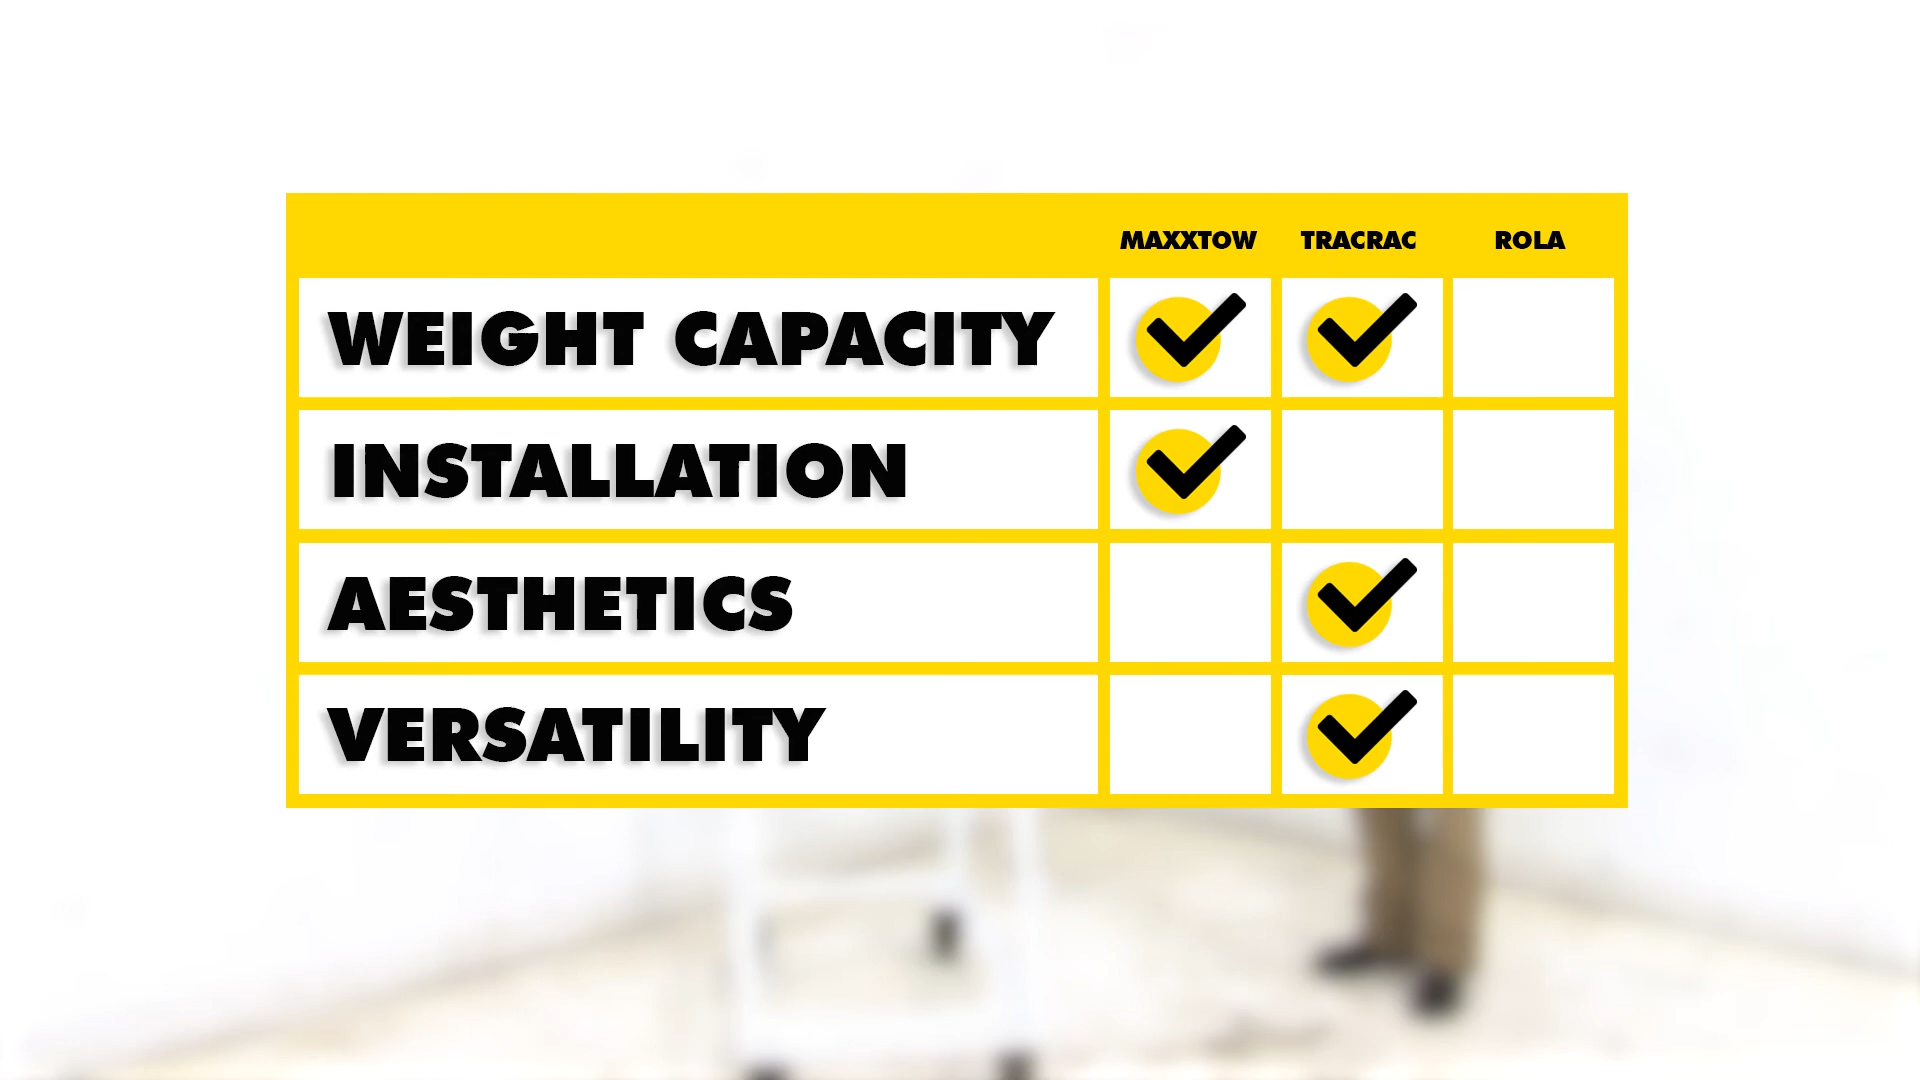 MAXXTOW TRACRAC ROLA
WEIGHT CAPACITY
INSTALLATION
AESTHETICS
VERSATILITY